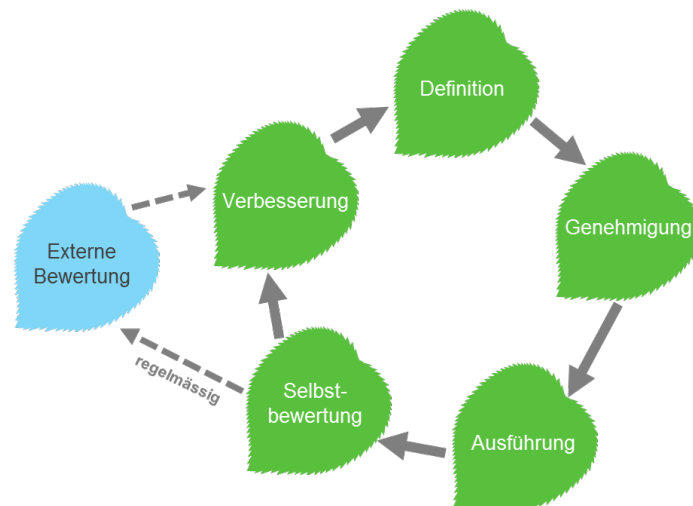 Definition
Verbesserung
Genehmigung
Externe
Bewertung
regelmässig
Selbst-
bewertung
Ausführung